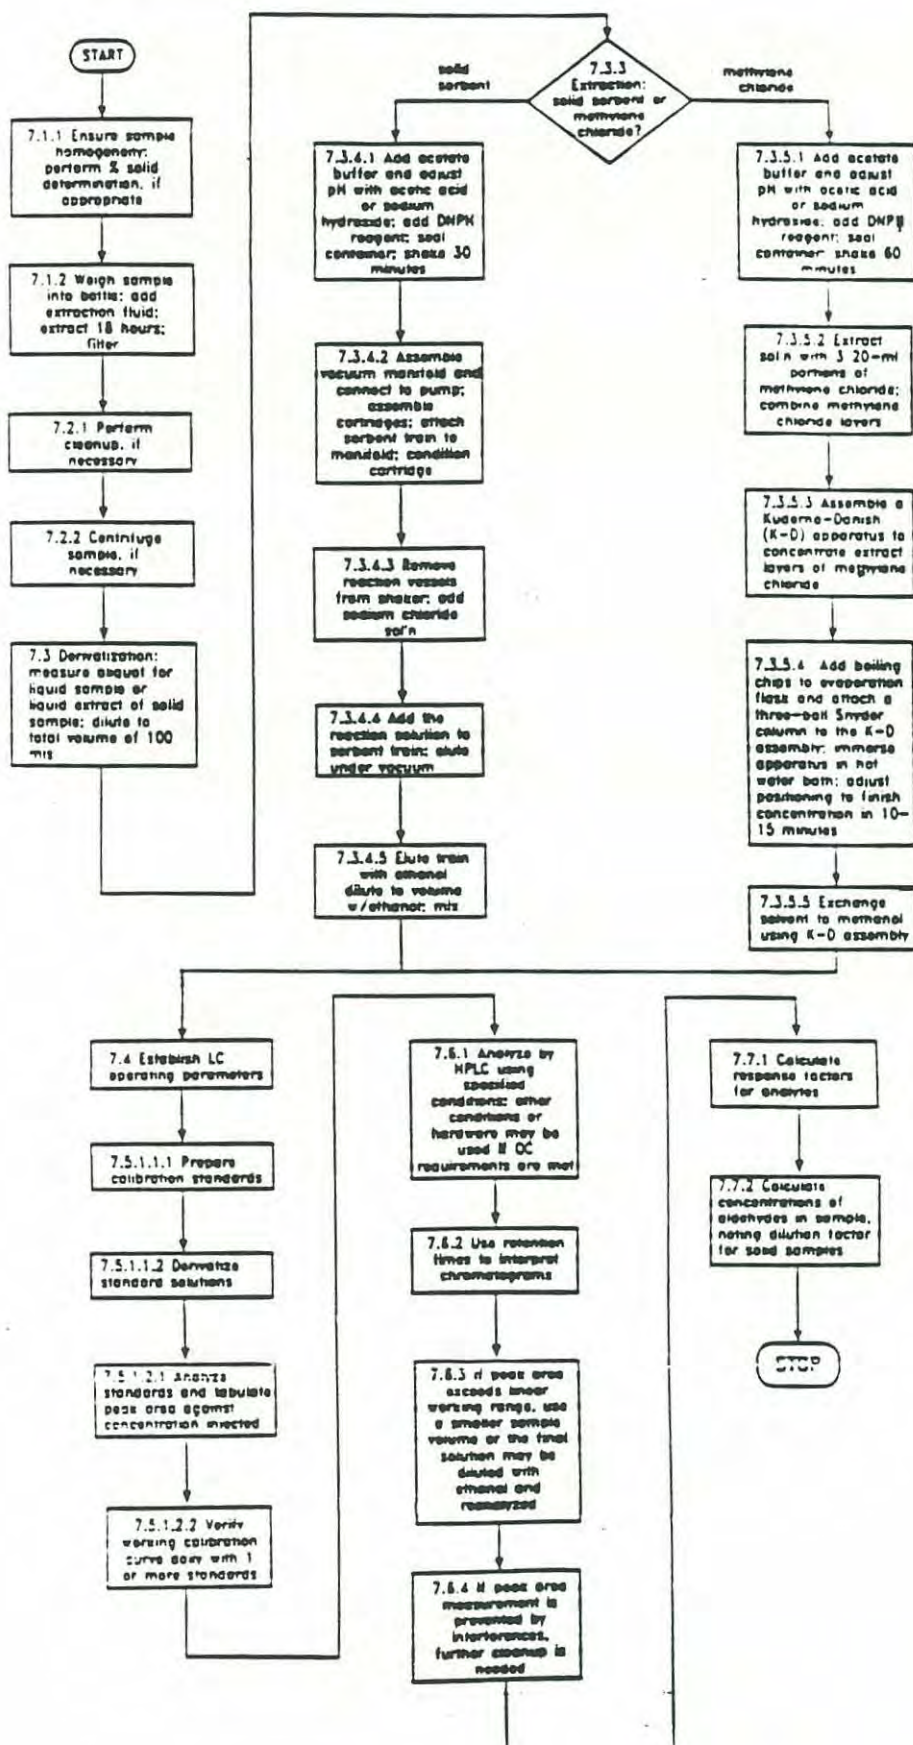 START
7.1.1 Ensure sample
homogeneity;
perform % solid
determination, if
appropriate
7.1.2 Weigh sample
into bottle; add
extraction fluid;
extract 18 hours;
filter
7.2.1 Perform
cleanup, if
necessary
7.2.2 Centrifuge
sample, if
necessary
7.3 Derivatization:
measure aliquot for
liquid sample or
liquid extract of solid
sample; dilute to
total volume of 100
mls
7.3.3
Extraction:
solid sorbent or
methylene
chloride?
solid
sorbent
methylene
chloride
7.3.4.1 Add acetate
buffer and adjust
pH with acetic acid
or sodium
hydroxide; add DNPH
reagent; seal
container; shake 30
minutes
7.3.4.2 Assemble
vacuum manifold and
connect to pump;
assemble
cartridges; attach
sorbent train to
manifold; condition
cartridge
7.3.4.3 Remove
reaction vessels
from shaker; add
sodium chloride
sol'n
7.3.4.4 Add the
reaction solution to
sorbent train; elute
under vacuum
7.3.4.5 Elute train
with ethanol
dilute to volume
w/ethanol; mix
7.3.5.1 Add acetate
buffer and adjust
pH with acetic acid
or sodium
hydroxide; add DNPH
reagent; seal
container; shake 60
minutes
7.3.5.2 Extract
sol'n with 3 20-ml
portions of
methylene chloride;
combine methylene
chloride layers
7.3.5.3 Assemble a
Kuderna-Danish
(K-D) apparatus to
concentrate extract
layers of methylene
chloride
7.3.5.4 Add boiling
chips to evaporation
flask and attach a
three-ball Snyder
column to the K-D
assembly; immerse
apparatus in hot
water bath; adjust
positioning to finish
concentration in 10-
15 minutes
7.3.5.5 Exchange
solvent to methanol
using K-D assembly
7.4 Establish LC
operating parameters
7.5.1.1.1 Prepare
calibration standards
7.5.1.1.2 Derivatize
standard solutions
7.5.1.2.1 Analyze
standards and tabulate
peak area against
concentration injected
7.5.1.2.2 Verify
working calibration
curve daily with 1
or more standards
7.6.1 Analyze by
HPLC using
specified
conditions; other
conditions or
hardware may be
used if QC
requirements are met
7.6.2 Use retention
times to interpret
chromatograms
7.6.3 If peak area
exceeds linear
working range, use
a smaller sample
volume or the final
solution may be
diluted with
ethanol and
reanalyzed
7.6.4 If peak area
measurement is
prevented by
interferences,
further cleanup is
needed
7.7.1 Calculate
response factors
for analytes
7.7.2 Calculate
concentrations of
aldehydes in sample,
noting dilution factor
for solid samples
STOP